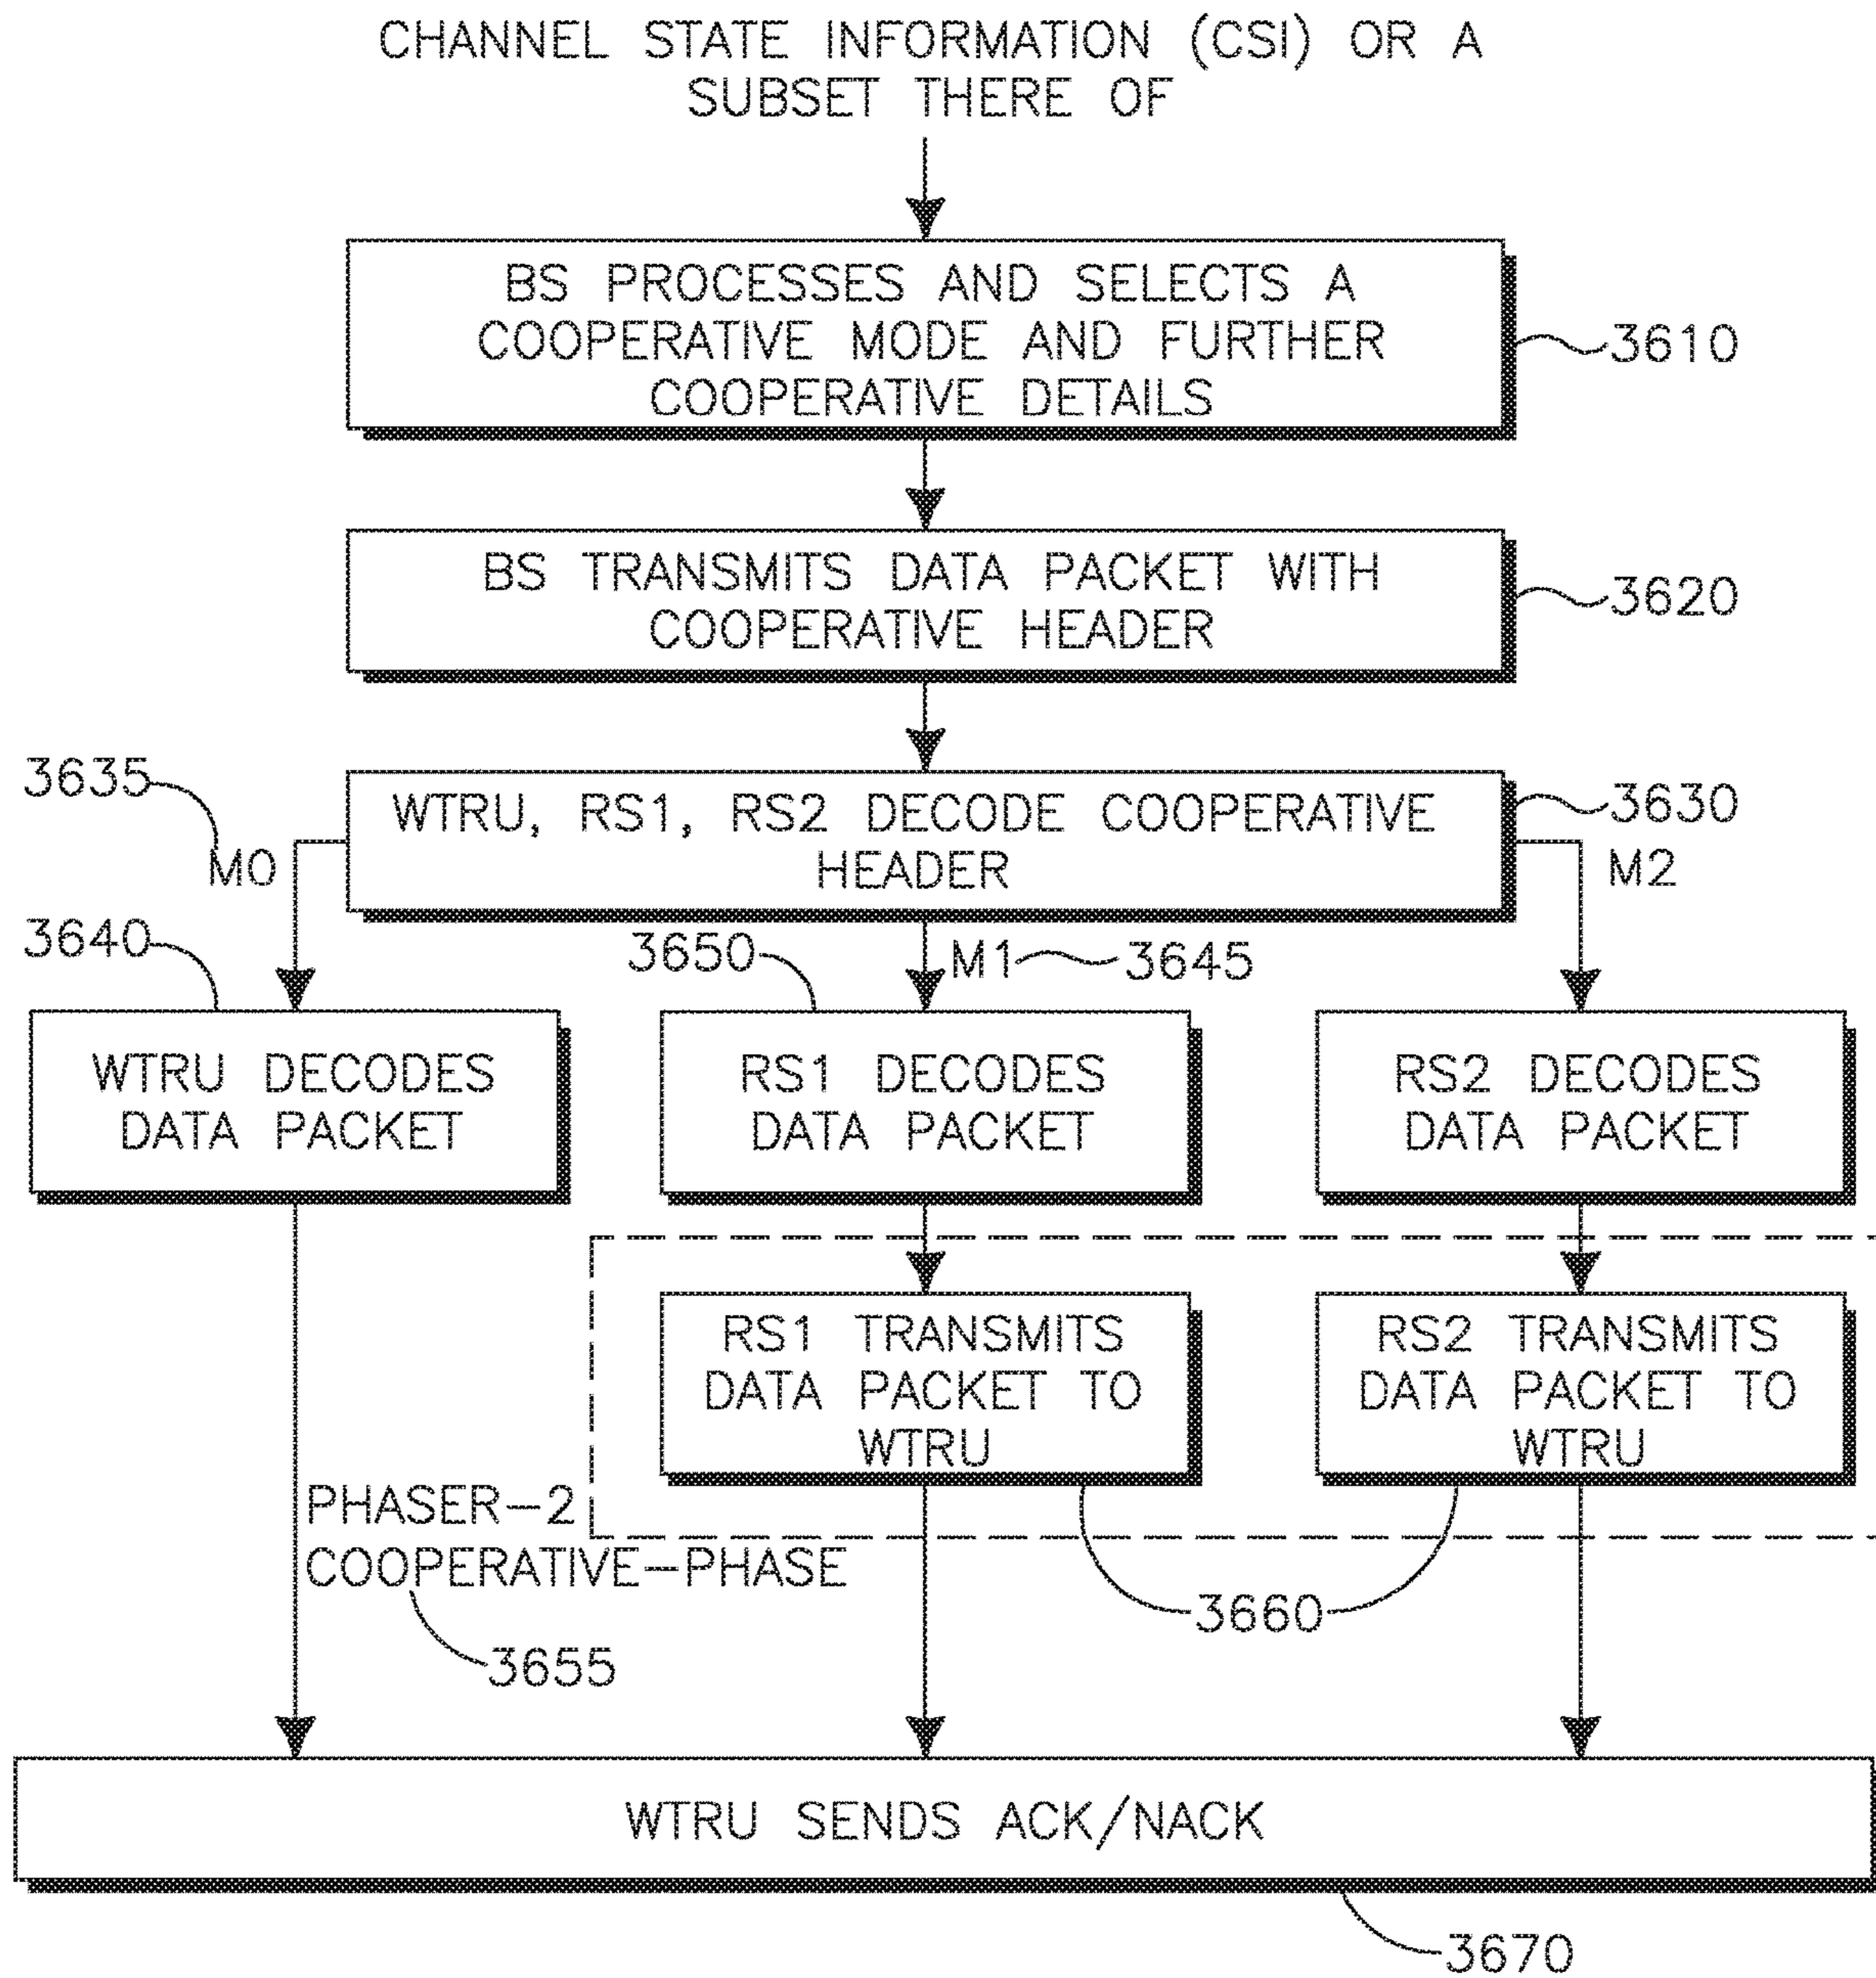 CHANNEL STATE INFORMATION (CSI) OR A
SUBSET THERE OF
BS PROCESSES AND SELECTS A
COOPERATIVE MODE AND FURTHER
COOPERATIVE DETAILS
3610
BS TRANSMITS DATA PACKET WITH
COOPERATIVE HEADER
3620
3635
WTRU, RS1, RS2 DECODE COOPERATIVE
HEADER
3630
M0
M2
3640
3650
M1
3645
WTRU DECODES
DATA PACKET
RS1 DECODES
DATA PACKET
RS2 DECODES
DATA PACKET
RS1 TRANSMITS
DATA PACKET TO
WTRU
RS2 TRANSMITS
DATA PACKET TO
WTRU
PHASER-2
COOPERATIVE-PHASE
3660
3655
WTRU SENDS ACK/NACK
3670